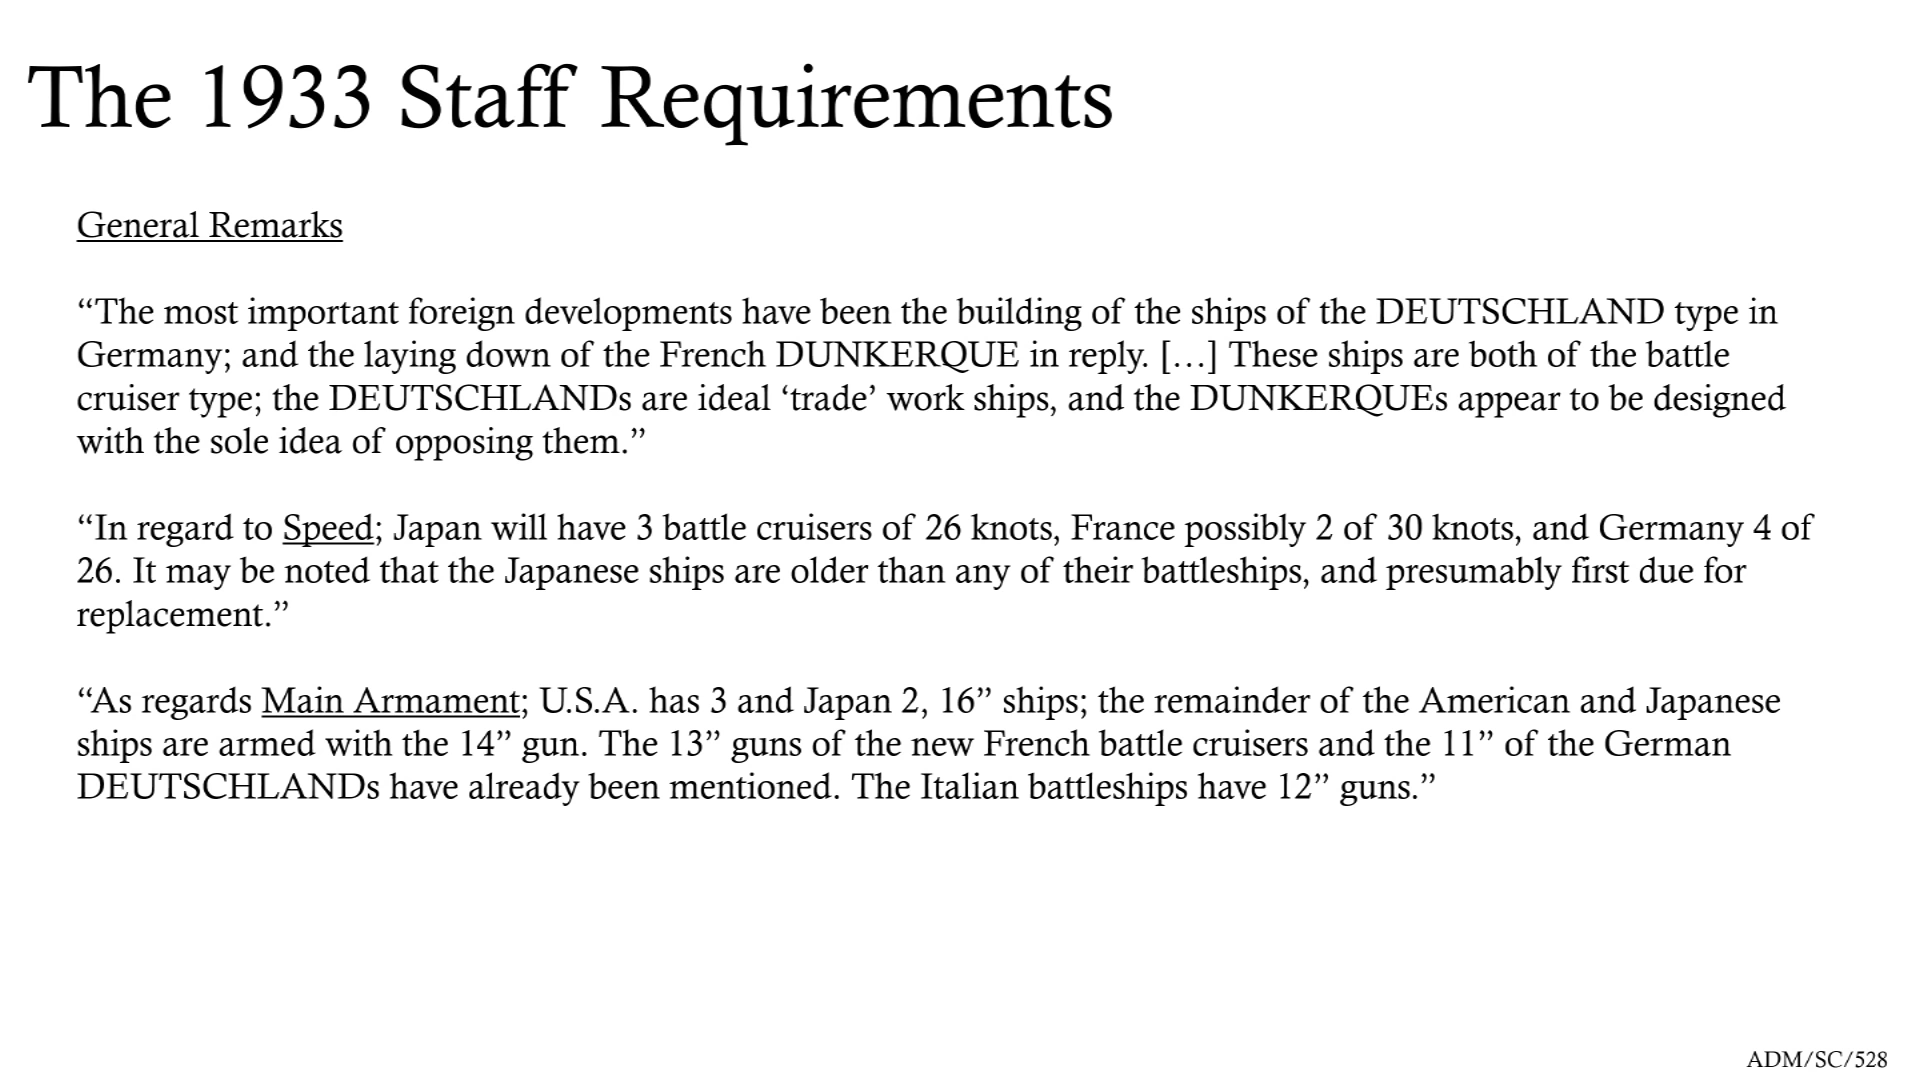 The 1933 Staff Requirements
General Remarks
“The most important foreign developments have been the building of the ships of the DEUTSCHLAND type in
Germany; and the laying down of the French DUNKERQUE in reply. […] These ships are both of the battle
cruiser type; the DEUTSCHLANDs are ideal ‘trade’ work ships, and the DUNKERQUEs appear to be designed
with the sole idea of opposing them.”
“In regard to Speed; Japan will have 3 battle cruisers of 26 knots, France possibly 2 of 30 knots, and Germany 4 of
26. It may be noted that the Japanese ships are older than any of their battleships, and presumably first due for
replacement.”
“As regards Main Armament; U.S.A. has 3 and Japan 2, 16” ships; the remainder of the American and Japanese
ships are armed with the 14” gun. The 13” guns of the new French battle cruisers and the 11” of the German
DEUTSCHLANDs have already been mentioned. The Italian battleships have 12” guns.”
ADM/SC/528